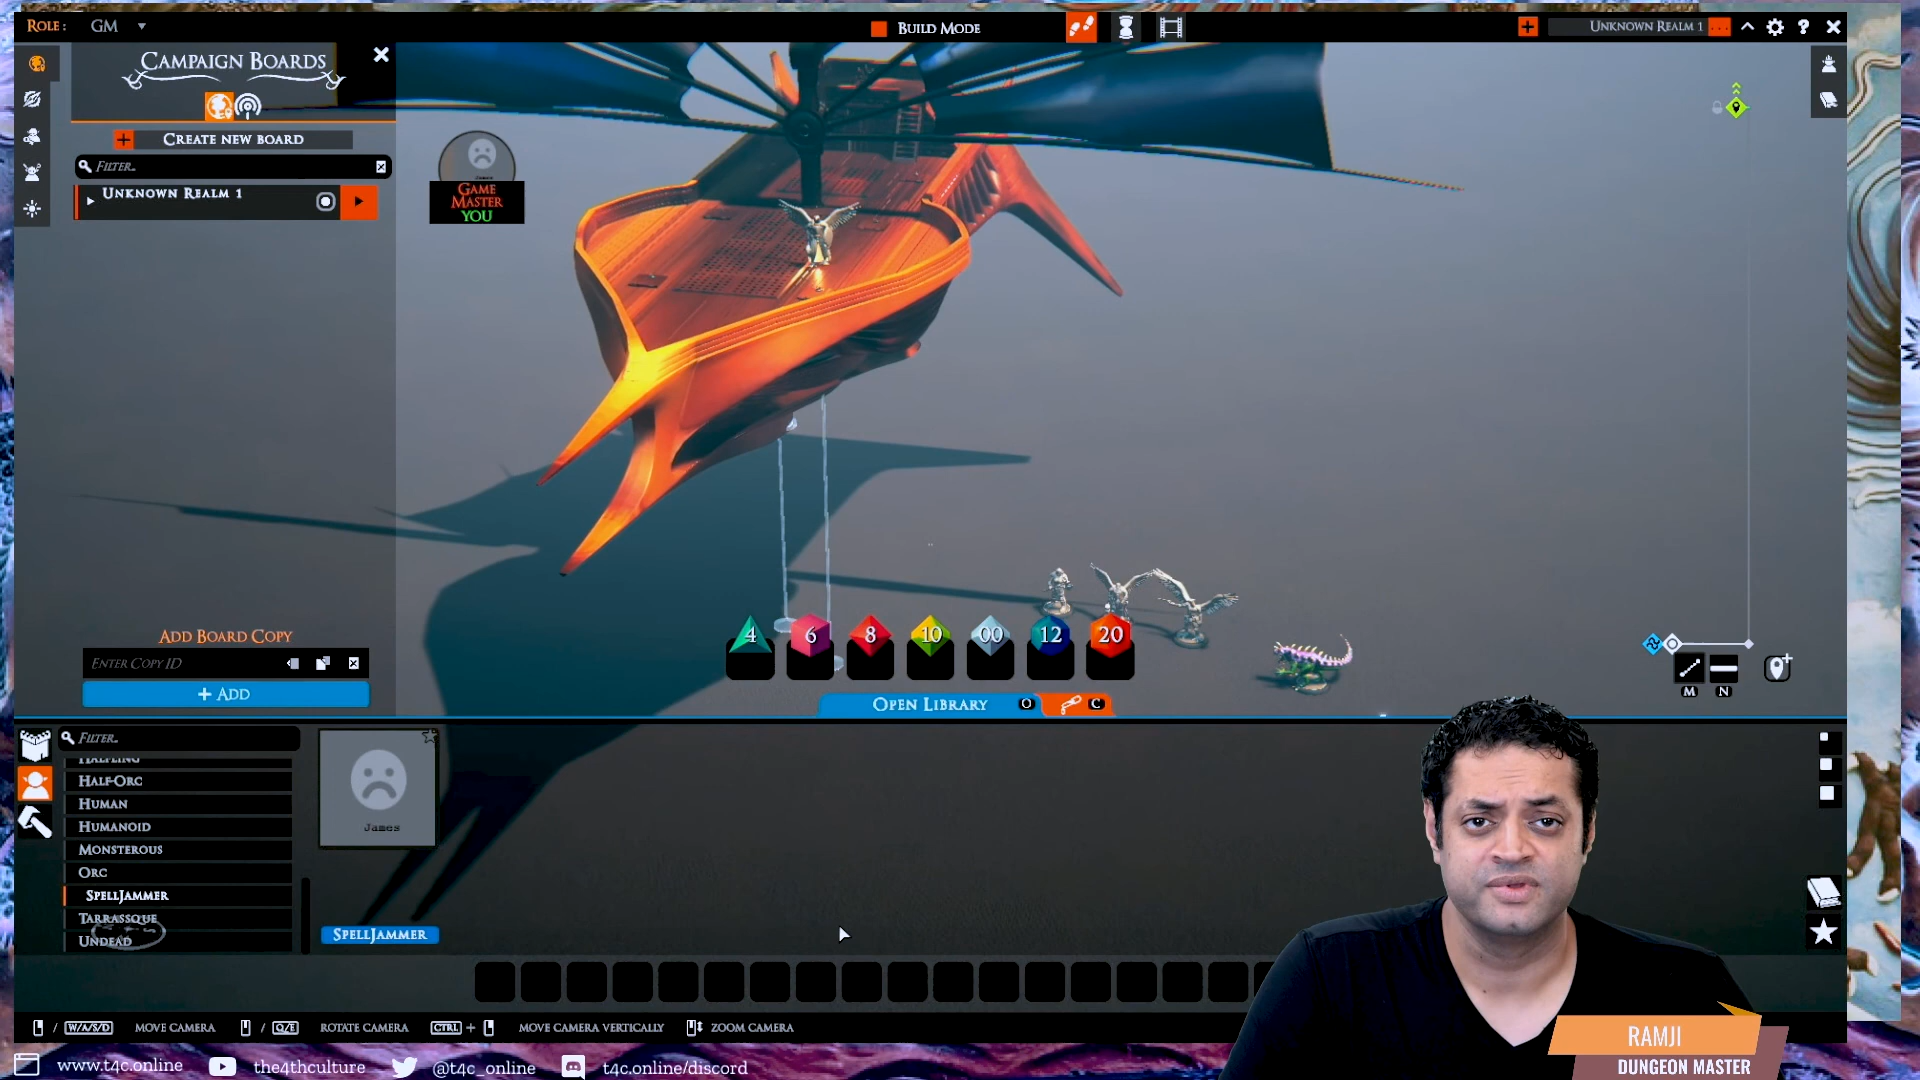 Role: GM
Build Mode
Unknown Realm 1 ...
?
Campaign Boards
Create new board
Filter..
Unknown Realm 1
James
Game Master
YOU
Add Board Copy
Enter Copy ID
+ Add
4 6 8 10 00 12 20
Open Library O C
M N
Filter..
Halfling
Half-Orc
Human
Humanoid
Monsterous
Orc
SpellJammer
Tarrassque
Undead
James
SpellJammer
/ W/A/S/D Move Camera / Q/E Rotate Camera CTRL + Move Camera Vertically Zoom Camera
RAMJI
DUNGEON MASTER
www.t4c.online the4thculture @t4c_online t4c.online/discord